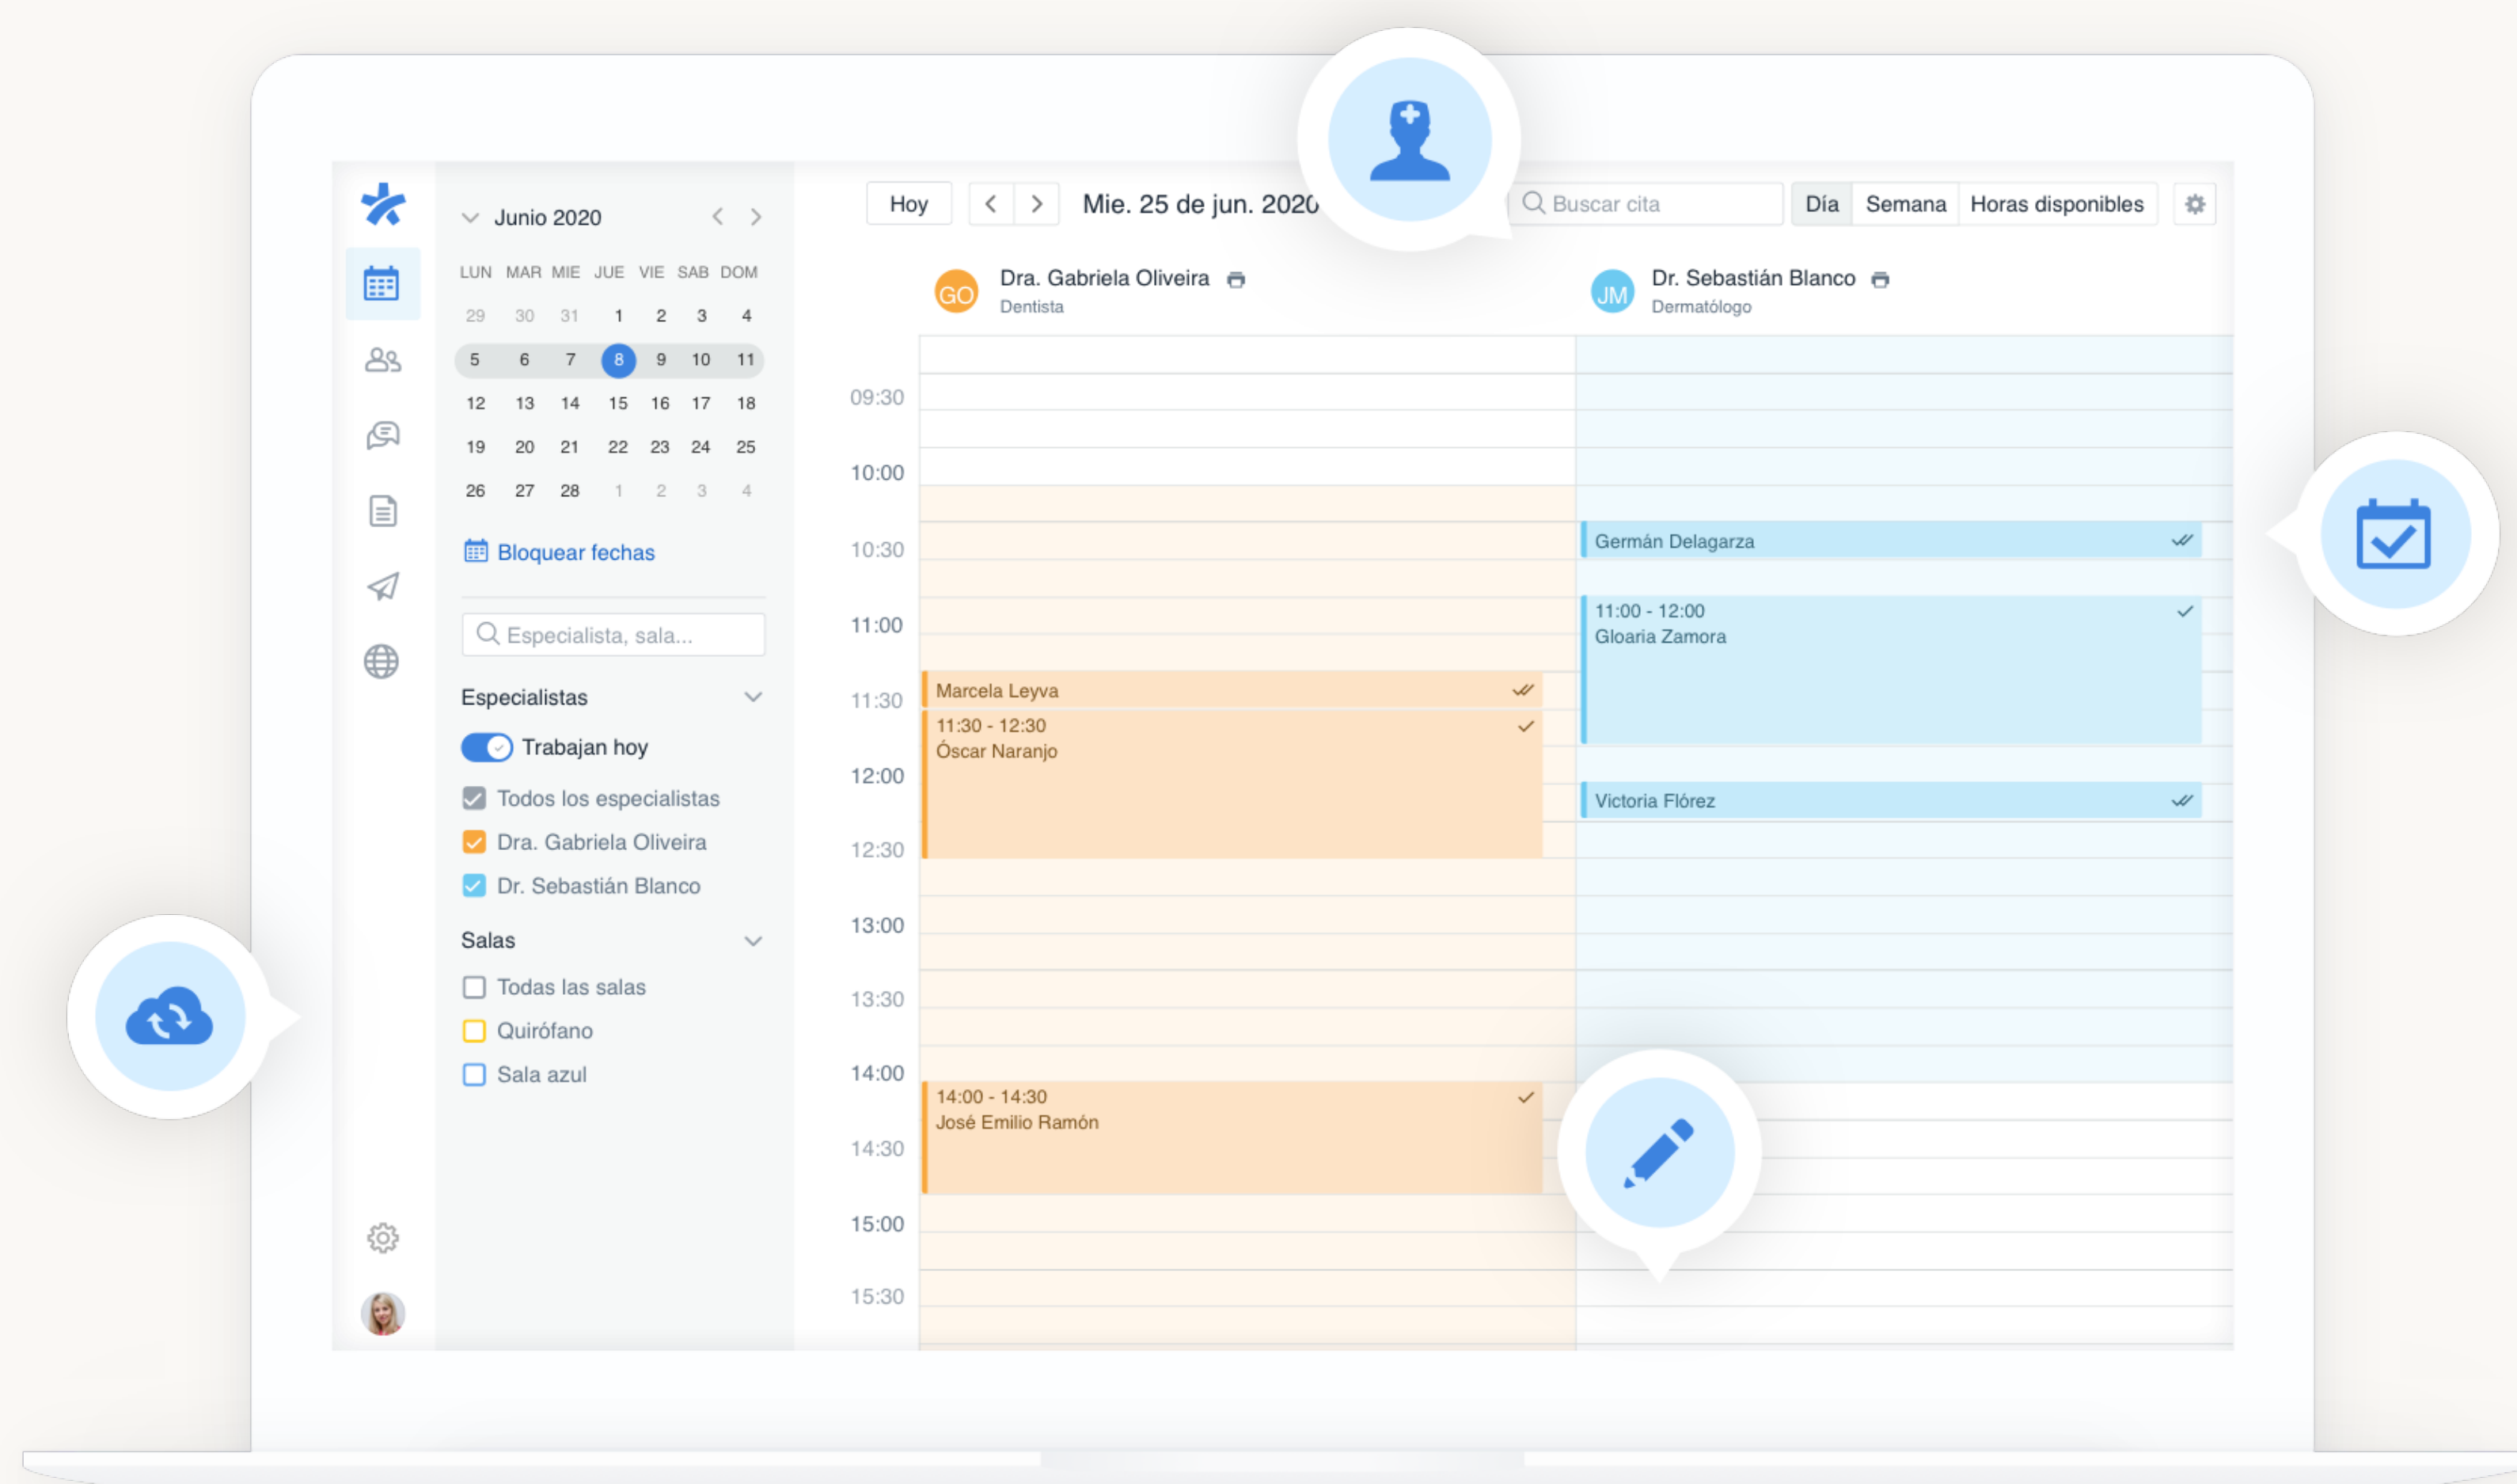 Junio 2020
LUN MAR MIE JUE VIE SAB DOM
29 30 31 1 2 3 4
5 6 7 8 9 10 11
12 13 14 15 16 17 18
19 20 21 22 23 24 25
26 27 28 1 2 3 4
Bloquear fechas
Especialista, sala...
Especialistas
Trabajan hoy
Todos los especialistas
Dra. Gabriela Oliveira
Dr. Sebastián Blanco
Salas
Todas las salas
Quirófano
Sala azul
Hoy
Mie. 25 de jun. 2020
Buscar cita
Día Semana Horas disponibles
GO
Dra. Gabriela Oliveira
Dentista
JM
Dr. Sebastián Blanco
Dermatólogo
09:30
10:00
10:30
11:00
11:30
12:00
12:30
13:00
13:30
14:00
14:30
15:00
15:30
Marcela Leyva
11:30 - 12:30
Óscar Naranjo
14:00 - 14:30
José Emilio Ramón
Germán Delagarza
11:00 - 12:00
Gloaria Zamora
Victoria Flórez